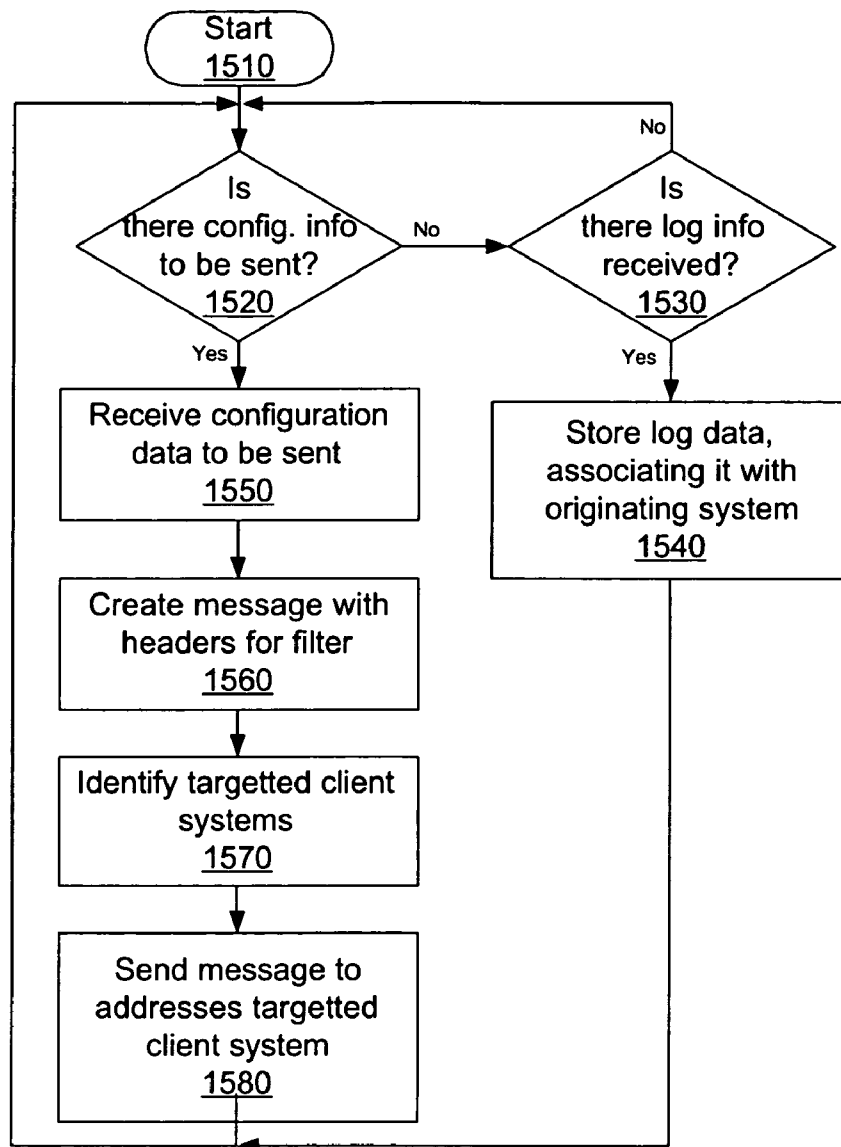 Start
1510
Is
there config. info
to be sent?
1520
No
Yes
Is
there log info
received?
1530
No
Yes
Receive configuration
data to be sent
1550
Store log data,
associating it with
originating system
1540
Create message with
headers for filter
1560
Identify targetted client
systems
1570
Send message to
addresses targetted
client system
1580